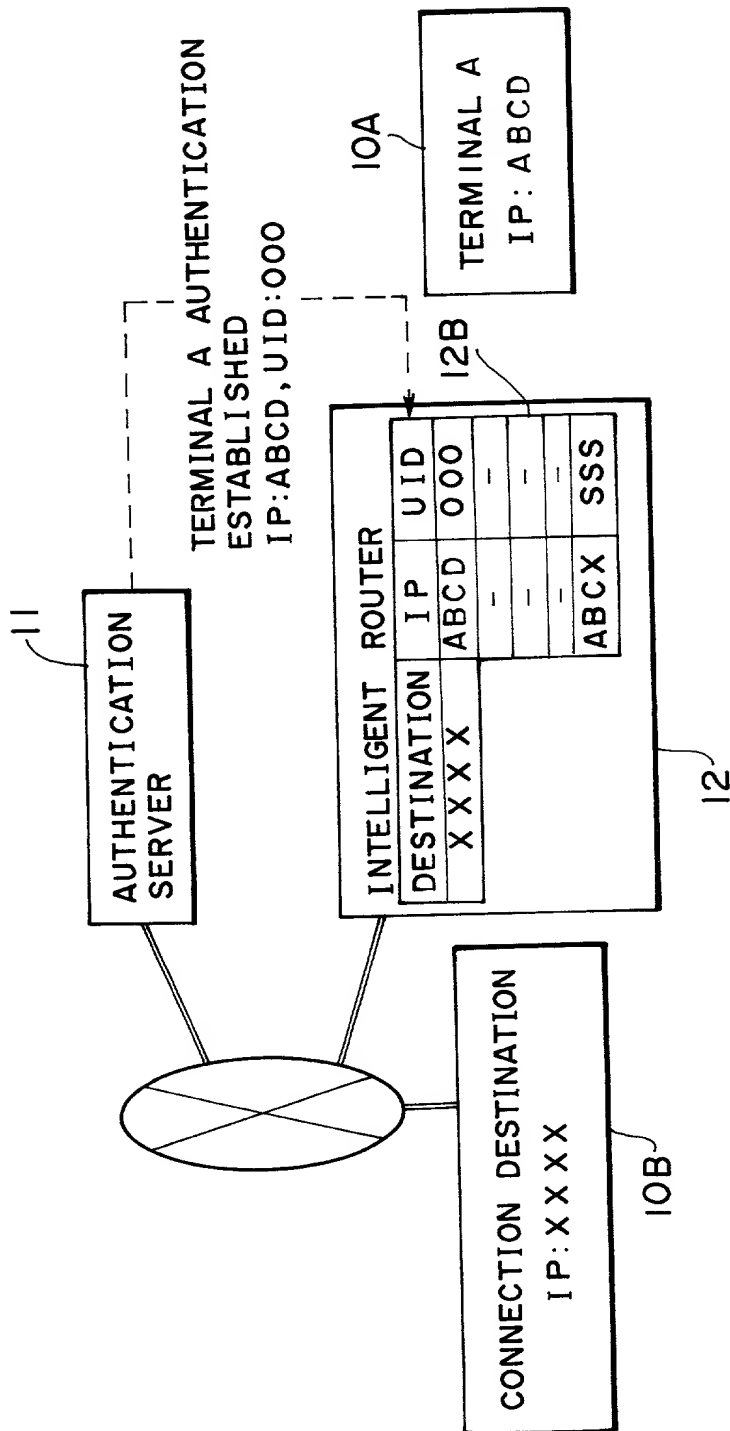 11
AUTHENTICATION
SERVER
TERMINAL A AUTHENTICATION
ESTABLISHED
IP:ABCD,UID:000
10A
TERMINAL A
IP:ABCD
12B
INTELLIGENT ROUTER
DESTINATION IP UID
XXXX ABCD 000
- -
- -
- -
ABCX SSS
12
CONNECTION DESTINATION
IP:XXXX
10B